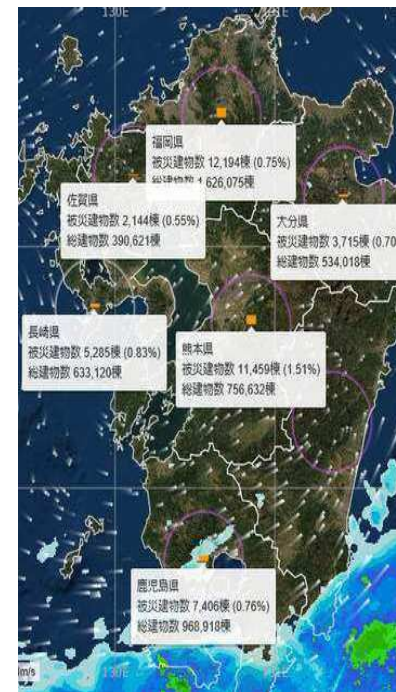 130E
福岡県
被災建物数 12,194棟 (0.75%)
総建物数 1,626,075棟
佐賀県
被災建物数 2,144棟 (0.55%)
総建物数 390,621棟
大分県
被災建物数 3,715棟 (0.70
総建物数 534,018棟
長崎県
被災建物数 5,285棟 (0.83%)
総建物数 633,120棟
熊本県
被災建物数 11,459棟 (1.51%)
総建物数 756,632棟
鹿児島県
被災建物数 7,406棟 (0.76%)
総建物数 968,918棟
130E